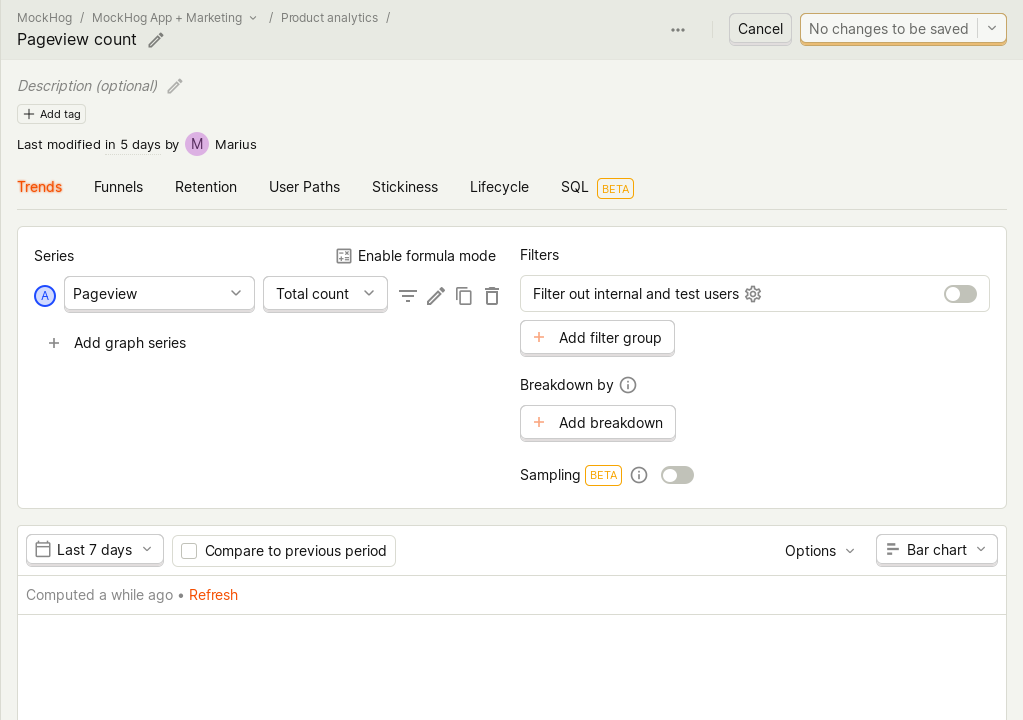 MockHog / MockHog App + Marketing / Product analytics /
Pageview count
Cancel
No changes to be saved
Description (optional)
Add tag
Last modified in 5 days by M Marius
Trends Funnels Retention User Paths Stickiness Lifecycle SQL BETA
Series
Enable formula mode
A Pageview Total count
Add graph series
Filters
Filter out internal and test users
Add filter group
Breakdown by
Add breakdown
Sampling BETA
Last 7 days Compare to previous period Options Bar chart
Computed a while ago • Refresh